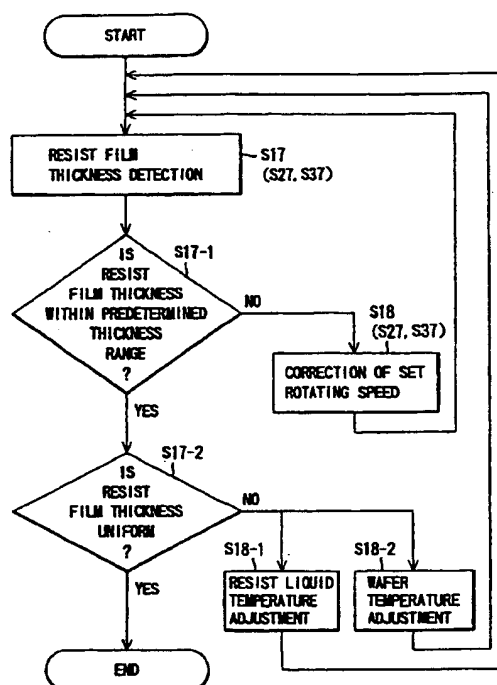 START
RESIST FILM
THICKNESS DETECTION
S17
(S27, S37)
S17-1
IS
RESIST
FILM THICKNESS
WITHIN PREDETERMINED
THICKNESS
RANGE
?
NO
YES
S18
(S27, S37)
CORRECTION OF SET
ROTATING SPEED
S17-2
IS
RESIST
FILM THICKNESS
UNIFORM
?
NO
YES
S18-1
RESIST LIQUID
TEMPERATURE
ADJUSTMENT
S18-2
WAFER
TEMPERATURE
ADJUSTMENT
END